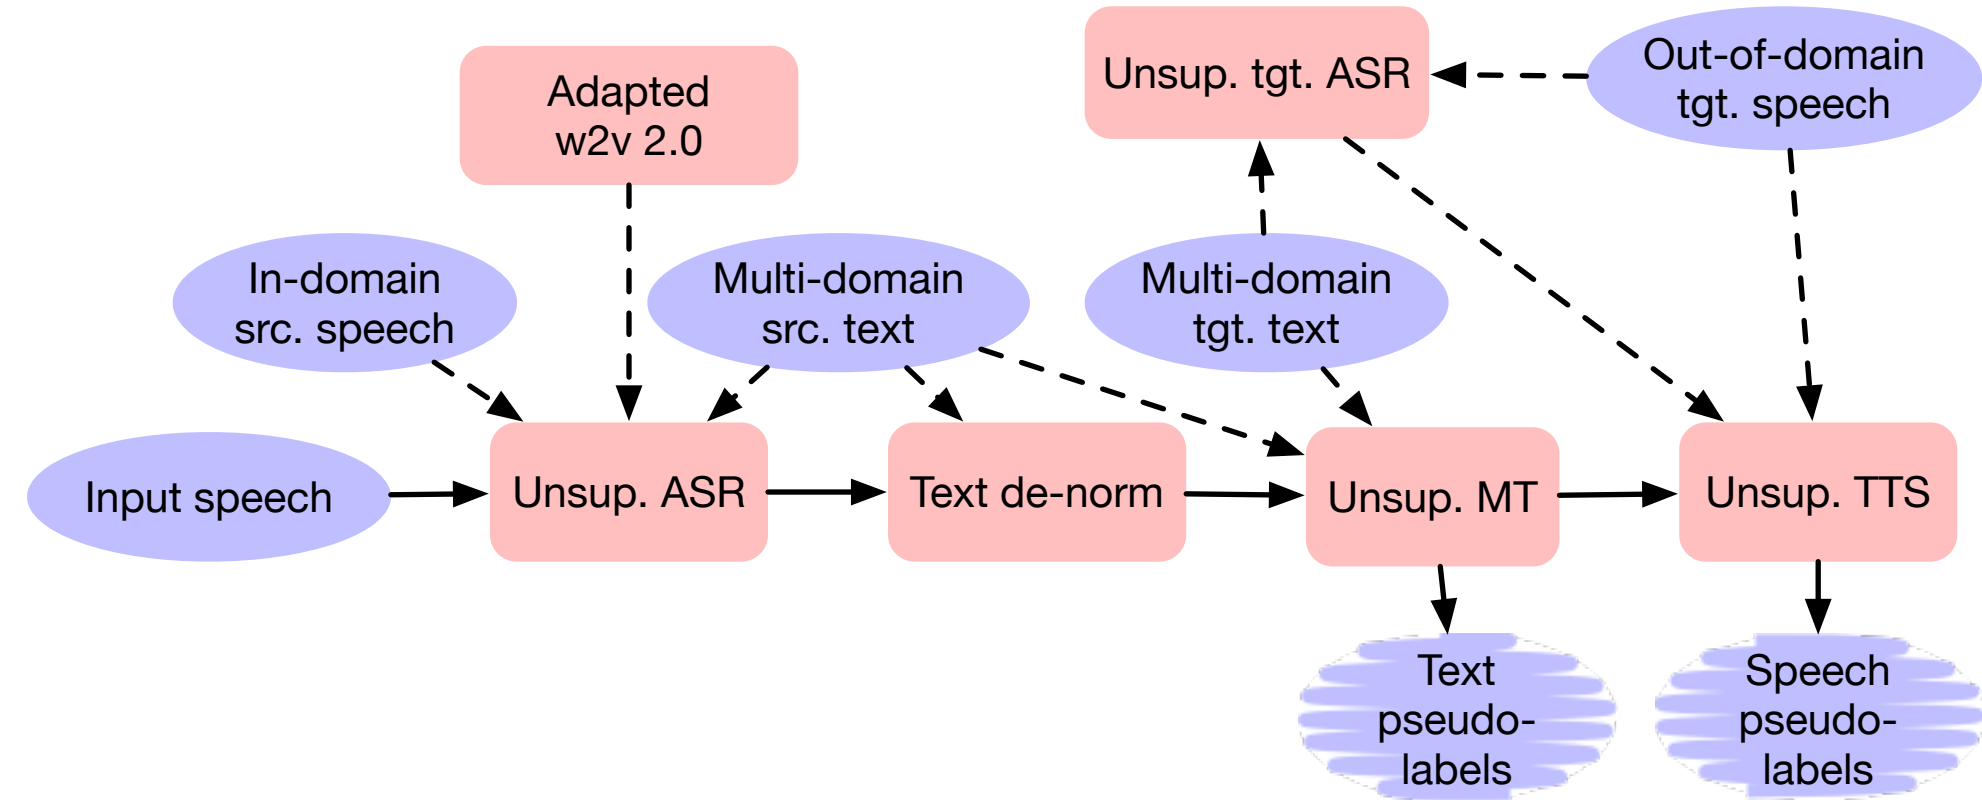 Adapted
w2v 2.0
Unsup. tgt. ASR
Out-of-domain
tgt. speech
In-domain
src. speech
Multi-domain
src. text
Multi-domain
tgt. text
Input speech
Unsup. ASR
Text de-norm
Unsup. MT
Unsup. TTS
Text
pseudo-
labels
Speech
pseudo-
labels